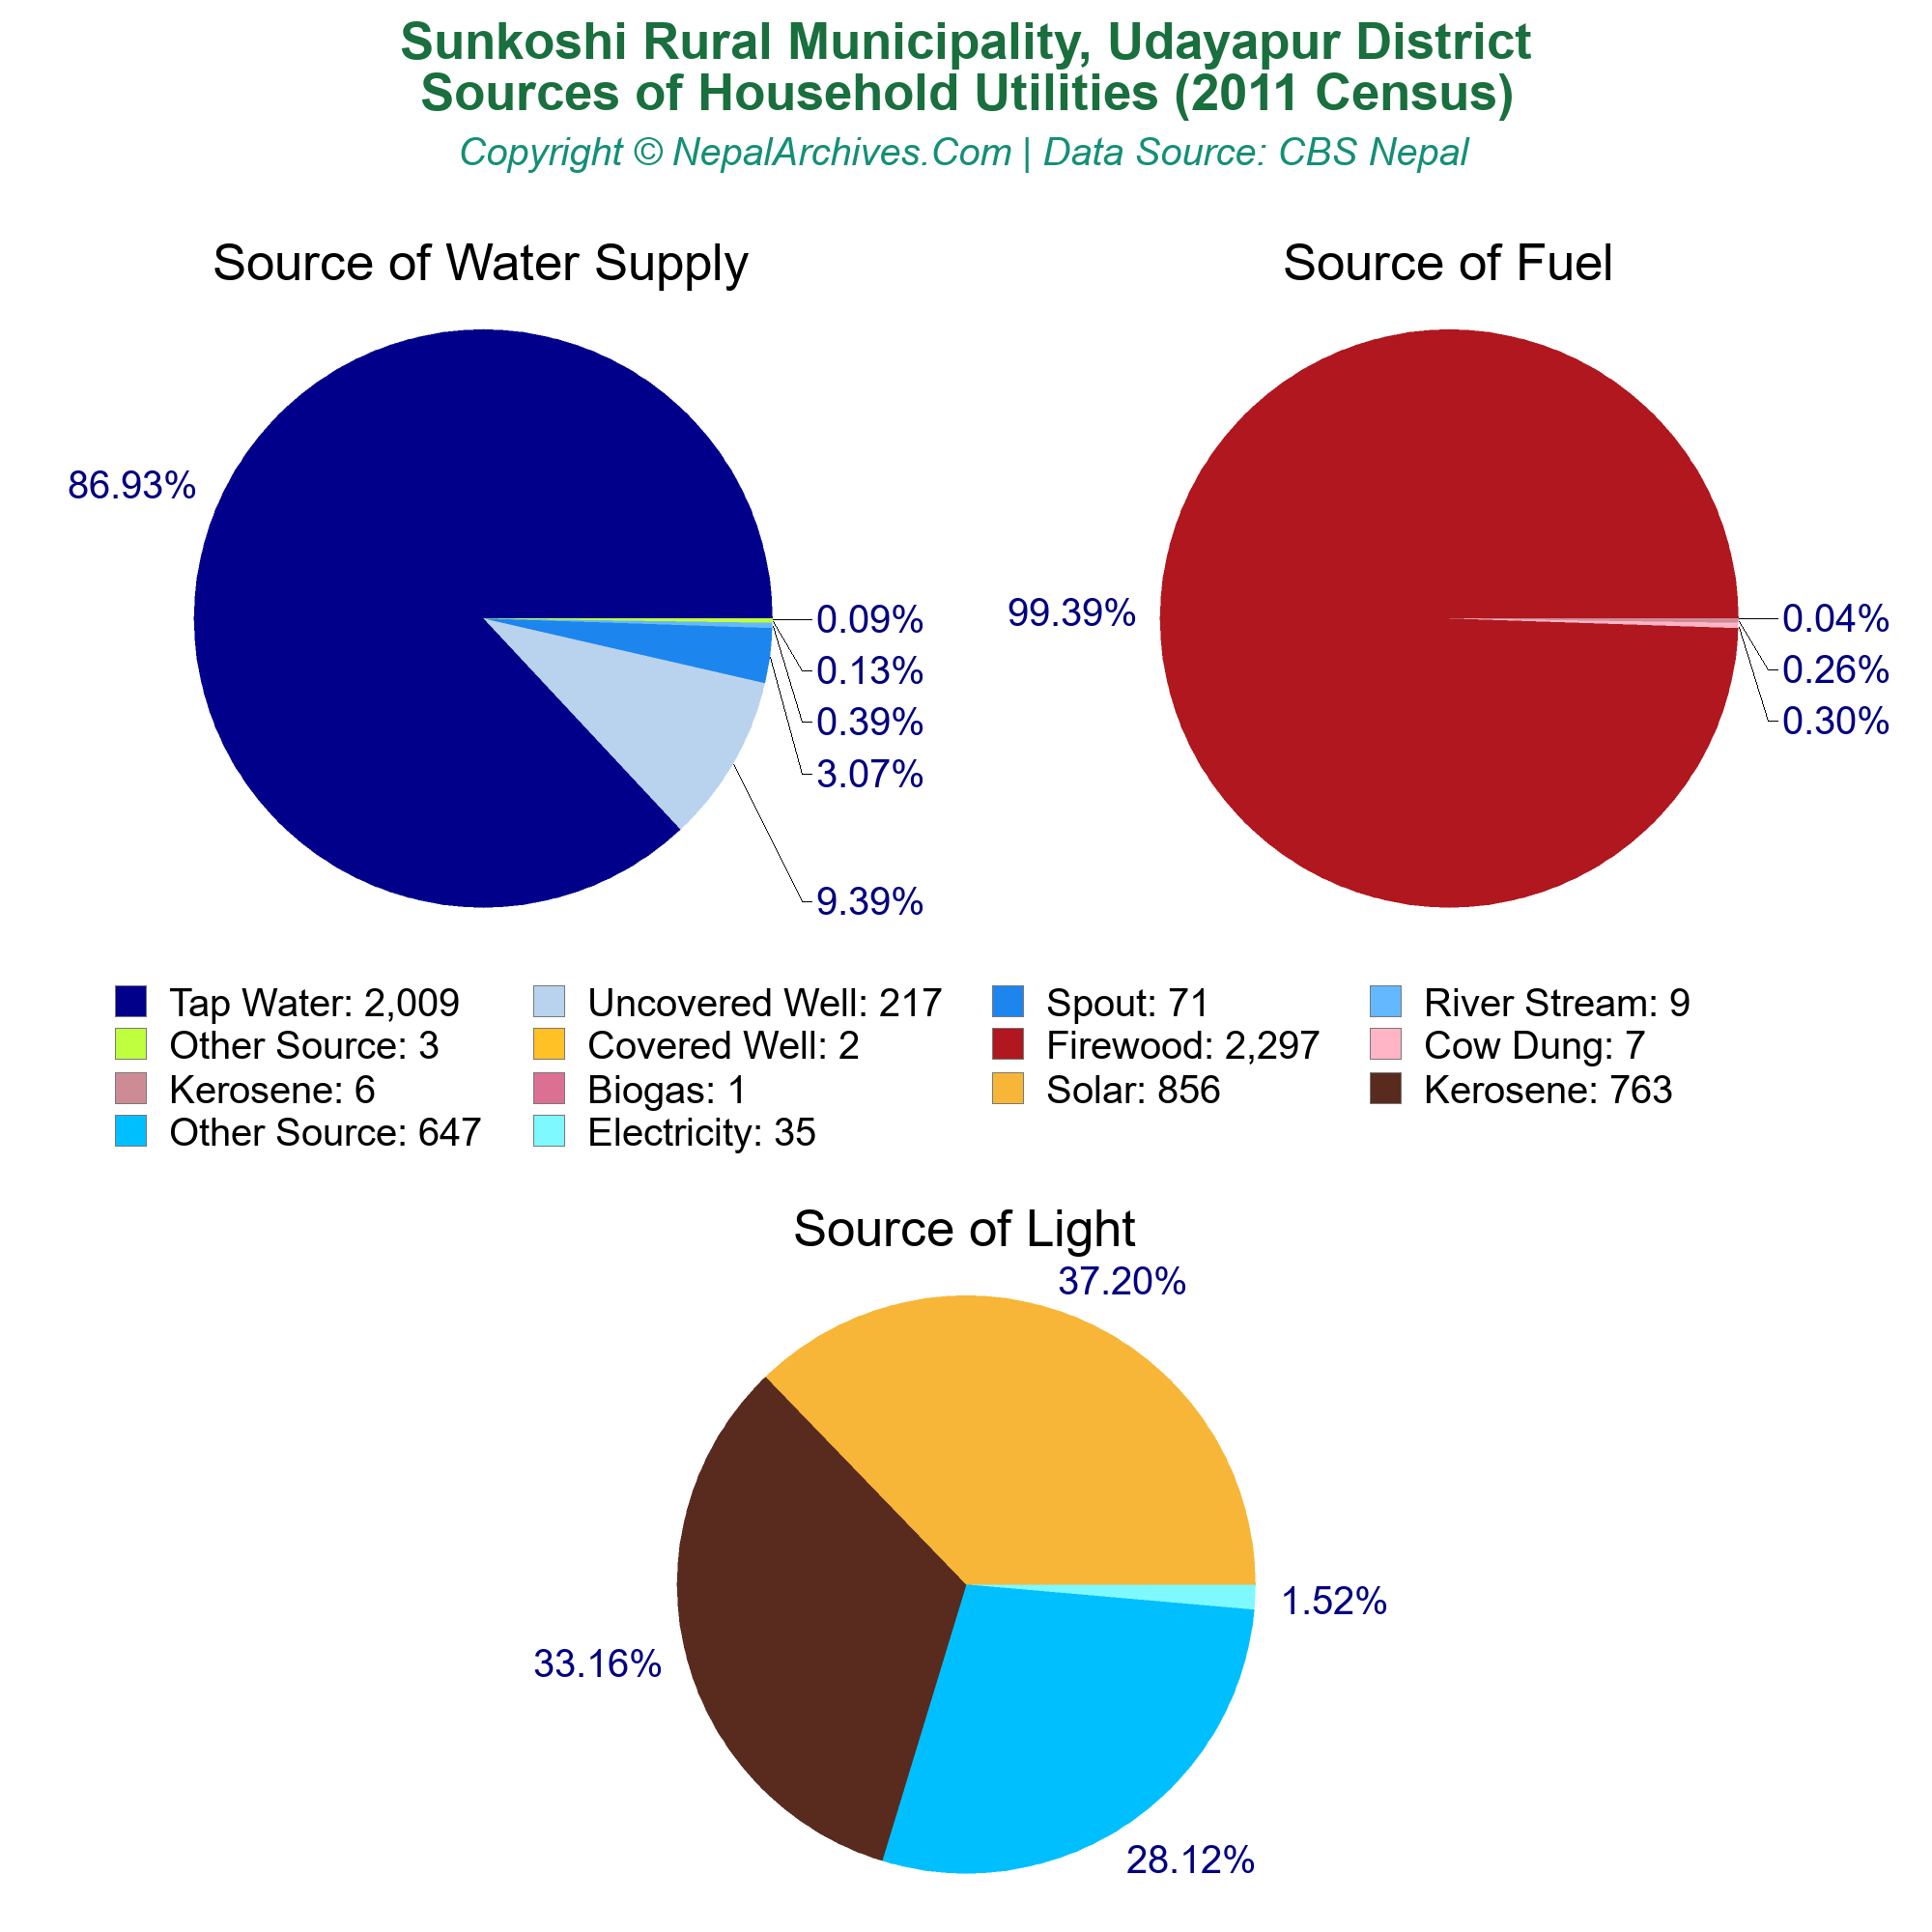 Sunkoshi Rural Municipality, Udayapur District
Sources of Household Utilities (2011 Census)
Copyright © NepalArchives.Com | Data Source: CBS Nepal
Source of Water Supply
86.93%
0.09%
0.13%
0.39%
3.07%
9.39%
Source of Fuel
99.39%
0.04%
0.26%
0.30%
Tap Water: 2,009
Uncovered Well: 217
Spout: 71
River Stream: 9
Other Source: 3
Covered Well: 2
Firewood: 2,297
Cow Dung: 7
Kerosene: 6
Biogas: 1
Solar: 856
Kerosene: 763
Other Source: 647
Electricity: 35
Source of Light
37.20%
1.52%
33.16%
28.12%